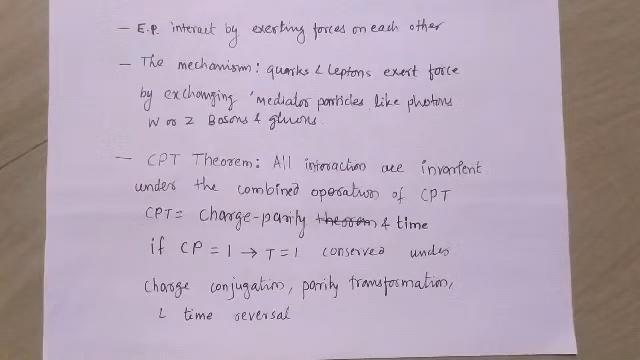 - E.P. interact by exerting forces on each other
- The mechanism: quarks & leptons exert force
by exchanging 'mediator particles like photons
W or Z Bosons & gluons.
- CPT Theorem: All interaction are invarient
under the combined operation of CPT
CPT = Charge-parity theorem & time
if CP = 1 → T = 1 conserved under
Charge conjugation, parity transformation,
& time reversal